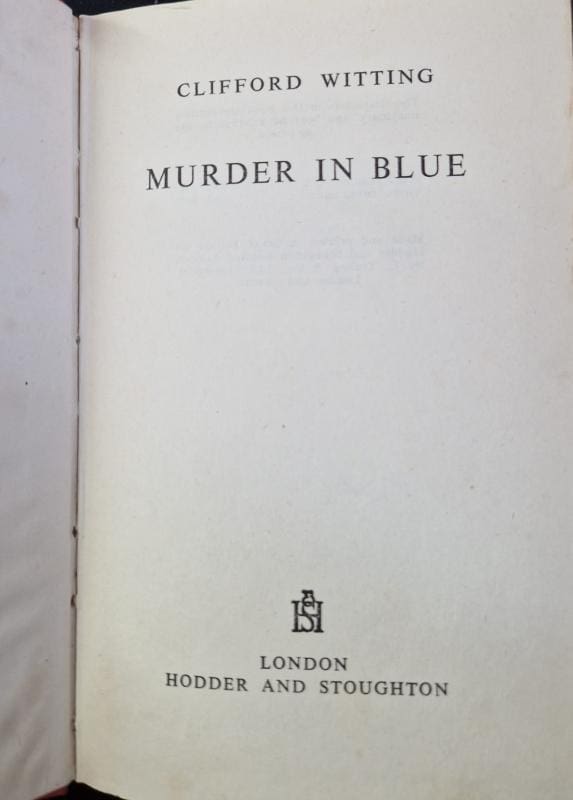 CLIFFORD WITTING
MURDER IN BLUE
LONDON
HODDER AND STOUGHTON